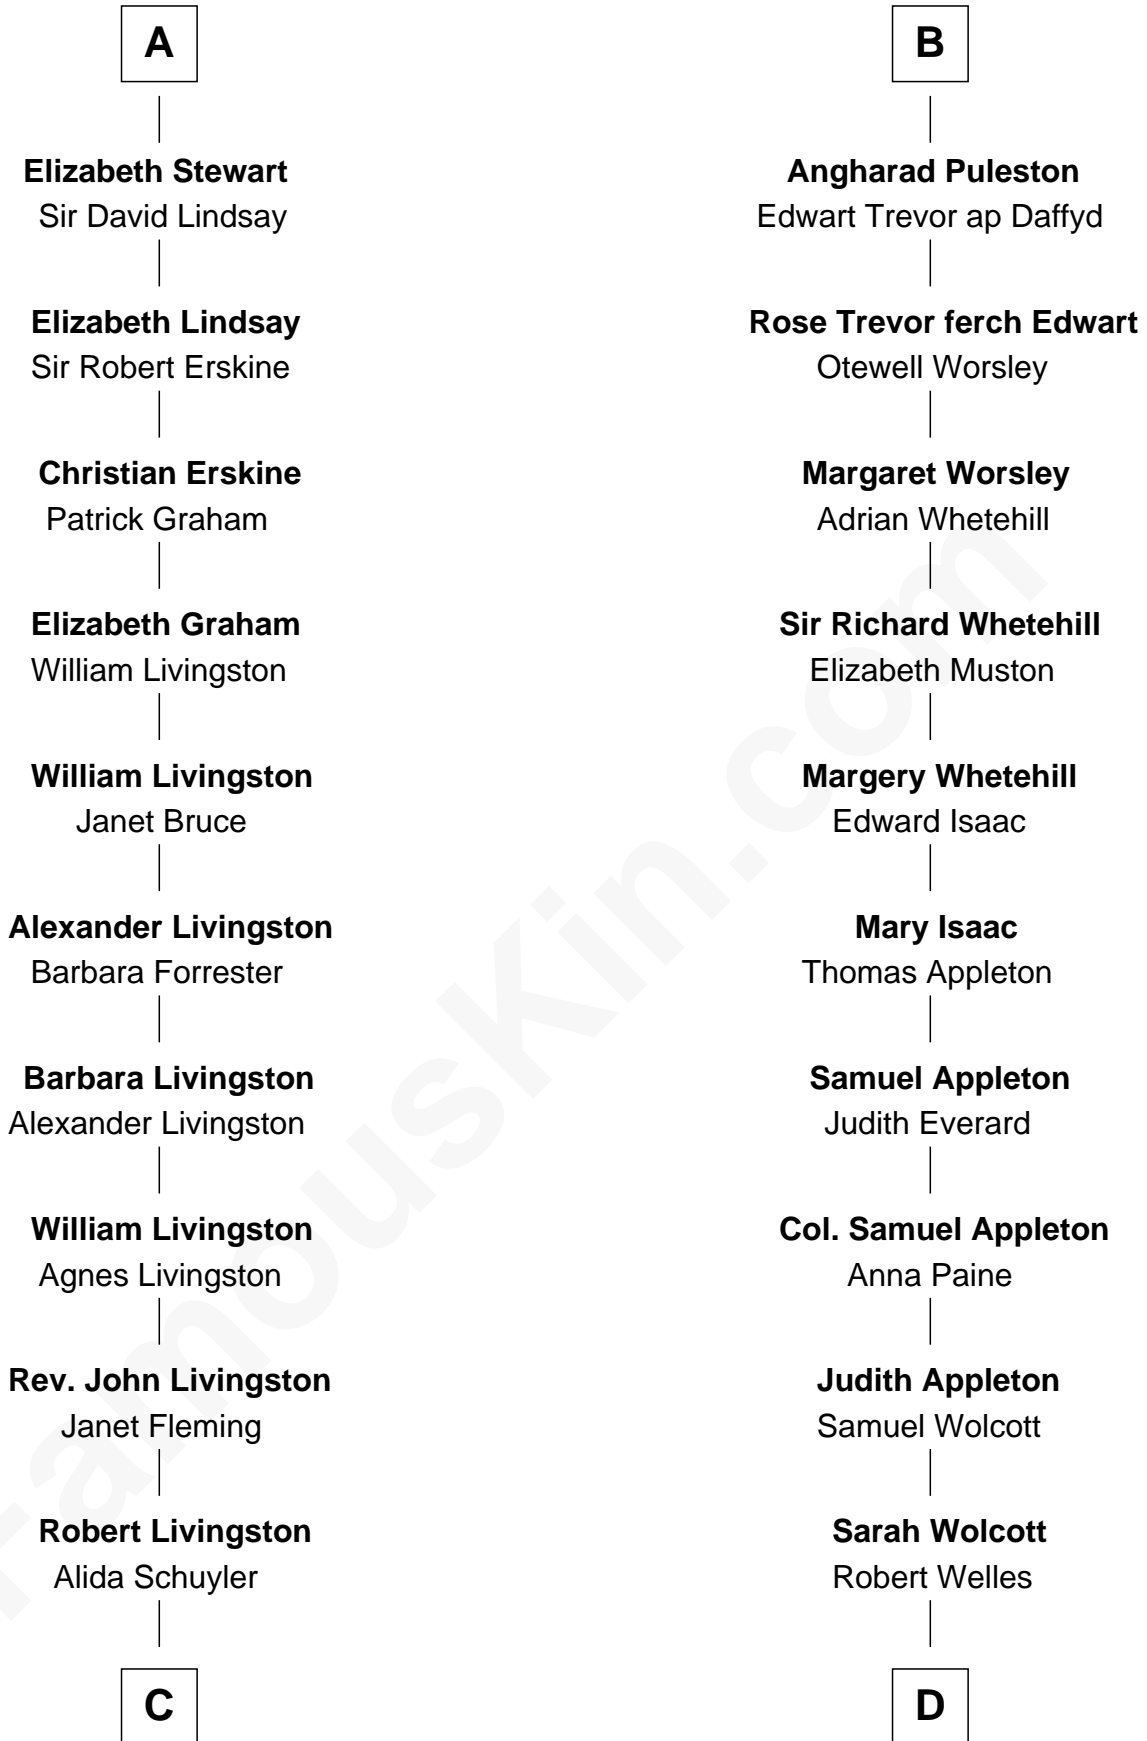 A
Elizabeth Stewart
Sir David Lindsay
Elizabeth Lindsay
Sir Robert Erskine
Christian Erskine
Patrick Graham
Elizabeth Graham
William Livingston
William Livingston
Janet Bruce
Alexander Livingston
Barbara Forrester
Barbara Livingston
Alexander Livingston
William Livingston
Agnes Livingston
Rev. John Livingston
Janet Fleming
Robert Livingston
Alida Schuyler
C
B
Angharad Puleston
Edwart Trevor ap Daffyd
Rose Trevor ferch Edwart
Otewell Worsley
Margaret Worsley
Adrian Whetehill
Sir Richard Whetehill
Elizabeth Muston
Margery Whetehill
Edward Isaac
Mary Isaac
Thomas Appleton
Samuel Appleton
Judith Everard
Col. Samuel Appleton
Anna Paine
Judith Appleton
Samuel Wolcott
Sarah Wolcott
Robert Welles
D
FamousKin.com